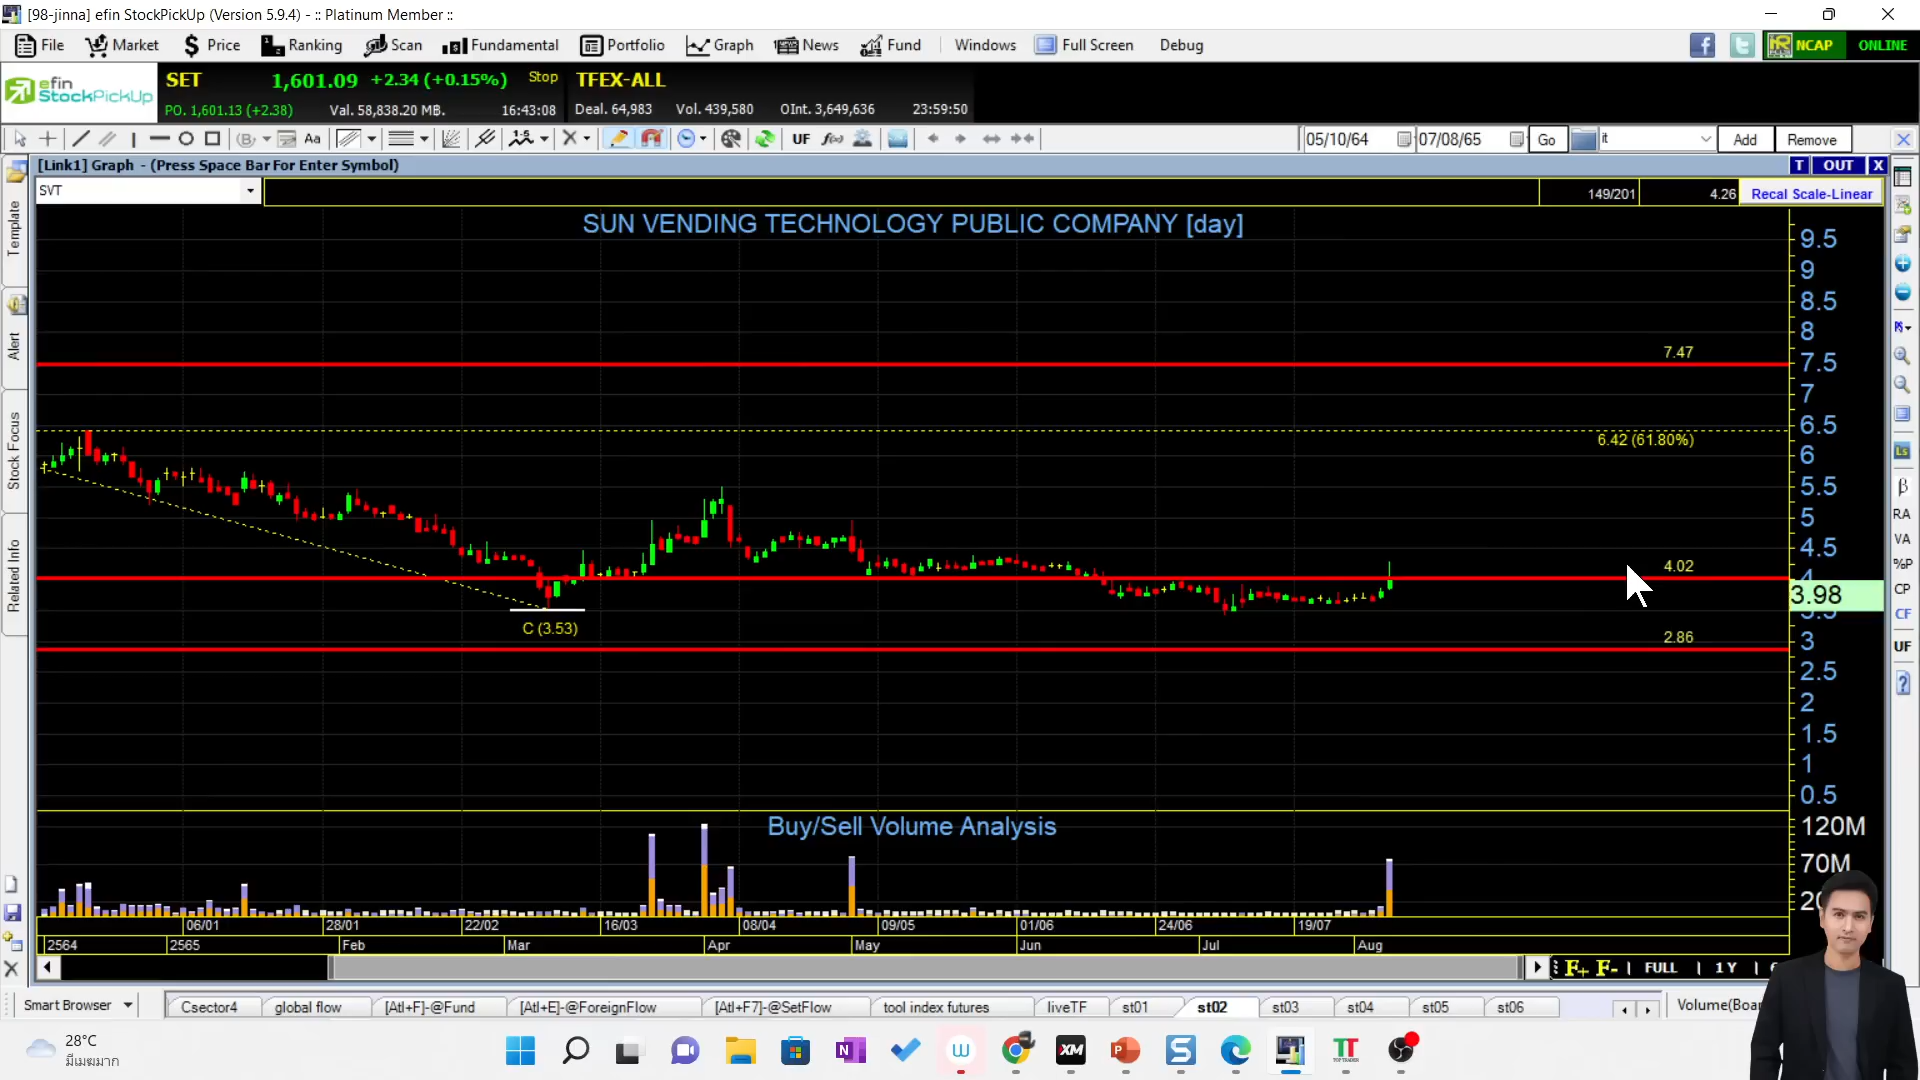 [98-jinna] efin StockPickUp (Version 5.9.4) - :: Platinum Member ::
File Market $ Price Ranking Scan Fundamental Portfolio Graph News Fund Windows Full Screen Debug NCAP ONLINE
efin StockPickUp
SET 1,601.09 +2.34 (+0.15%) Stop TFEX-ALL
PO. 1,601.13 (+2.38) Val. 58,838.20 MB. 16:43:08 Deal. 64,983 Vol. 439,580 OInt. 3,649,636 23:59:50
Aa UF f(x) 05/10/64 07/08/65 Go it Add Remove
[Link1] Graph - (Press Space Bar For Enter Symbol) T OUT X
SVT 149/201 4.26 Recal Scale-Linear
SUN VENDING TECHNOLOGY PUBLIC COMPANY [day]
Template
Alert
Stock Focus
Related Info
9.5
9
8.5
8
7.47
7.5
7
6.5
6.42 (61.80%)
6
5.5
5
4.5
4.02
4
3.98
3.5
C (3.53)
2.86
3
2.5
2
1.5
1
0.5
Ls
β
RA
VA
%P
CP
CF
UF
?
Buy/Sell Volume Analysis
120M
70M
06/01 28/01 22/02 16/03 08/04 09/05 01/06 24/06 19/07
2564 2565 Feb Mar Apr May Jun Jul Aug
F+ F- FULL 1Y
Smart Browser Csector4 global flow [Atl+F]-@Fund [Atl+E]-@ForeignFlow [Atl+F7]-@SetFlow tool index futures liveTF st01 st02 st03 st04 st05 st06
28°C
มีเมฆมาก